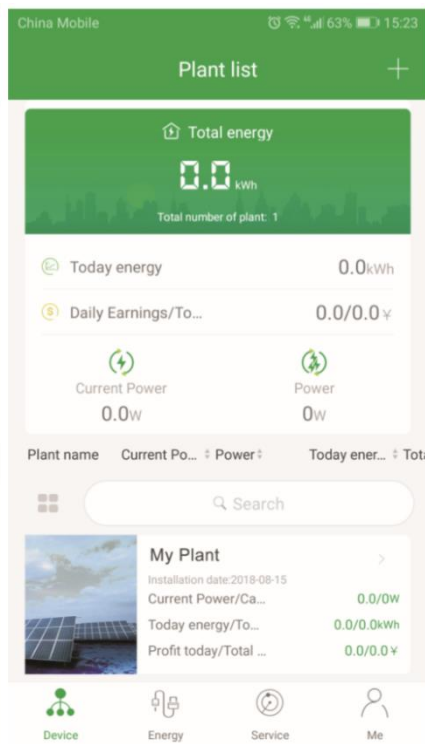 China Mobile 63% 15:23
Plant list
Total energy
0.0 kWh
Total number of plant: 1
Today energy 0.0kWh
Daily Earnings/To... 0.0/0.0¥
Current Power Power
0.0W 0W
Plant name Current Po... Power Today ener... Tot
Search
My Plant
Installation date:2018-08-15
Current Power/Ca... 0.0/0W
Today energy/To... 0.0/0.0kWh
Profit today/Total ... 0.0/0.0¥
Device Energy Service Me